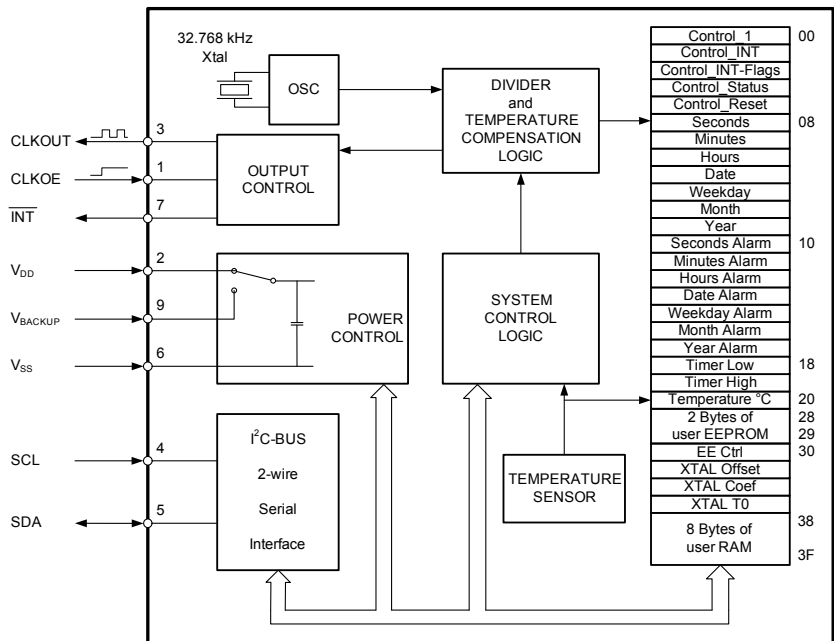 32.768 kHz
Xtal
OSC
DIVIDER
and
TEMPERATURE
COMPENSATION
LOGIC
CLKOUT
3
CLKOE
1
INT
7
OUTPUT
CONTROL
VDD
2
VBACKUP
9
VSS
6
POWER
CONTROL
SYSTEM
CONTROL
LOGIC
SCL
4
SDA
5
I²C-BUS
2-wire
Serial
Interface
TEMPERATURE
SENSOR
Control_1 00
Control_INT
Control_INT-Flags
Control_Status
Control_Reset
Seconds 08
Minutes
Hours
Date
Weekday
Month
Year
Seconds Alarm 10
Minutes Alarm
Hours Alarm
Date Alarm
Weekday Alarm
Month Alarm
Year Alarm
Timer Low 18
Timer High
Temperature °C 20
2 Bytes of 28
user EEPROM 29
EE Ctrl 30
XTAL Offset
XTAL Coef
XTAL T0
38
8 Bytes of
user RAM
3F